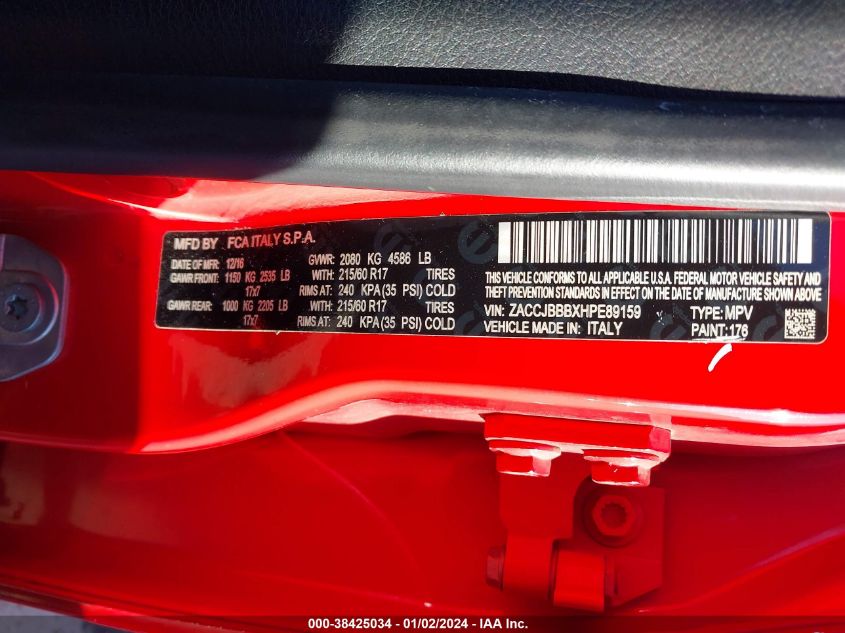 MFD BY FCA ITALY S.P.A.
DATE OF MFR: 12/16 GVWR: 2080 KG 4586 LB
GAWR FRONT: 1150 KG 2535 LB WITH: 215/60 R17 TIRES
17x7 RIMS AT: 240 KPA (35 PSI) COLD
GAWR REAR: 1000 KG 2205 LB WITH: 215/60 R17 TIRES
17x7 RIMS AT: 240 KPA (35 PSI) COLD
THIS VEHICLE CONFORMS TO ALL APPLICABLE U.S.A. FEDERAL MOTOR VEHICLE SAFETY AND
THEFT PREVENTION STANDARDS IN EFFECT ON THE DATE OF MANUFACTURE SHOWN ABOVE
VIN: ZACCJBBBXHPE89159 TYPE: MPV
VEHICLE MADE IN: ITALY PAINT: 176
000-38425034 - 01/02/2024 - IAA Inc.